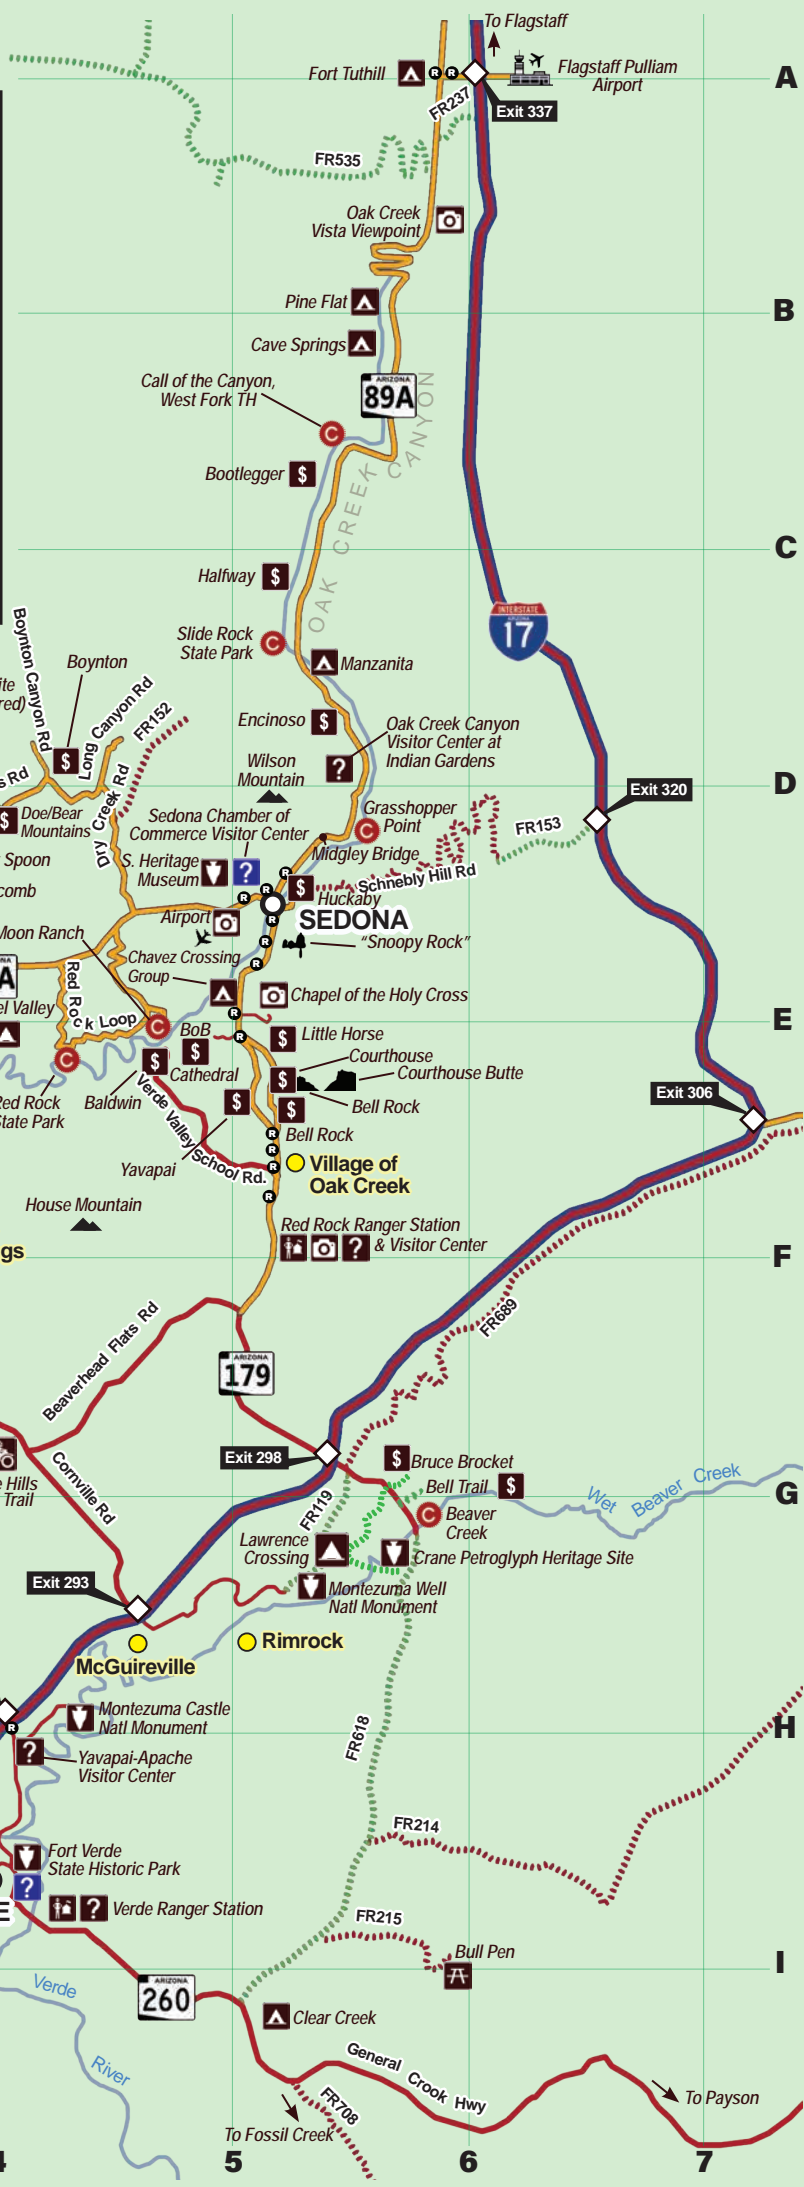 To Flagstaff
Fort Tuthill
R
R
Flagstaff Pulliam
Airport
A
FR237
Exit 337
FR535
Oak Creek
Vista Viewpoint
Pine Flat
B
Cave Springs
Call of the Canyon,
West Fork TH
ARIZONA
89A
C
OAK CREEK CANYON
Bootlegger
$
C
Halfway
$
INTERSTATE
ARIZONA
17
Slide Rock
State Park
C
Manzanita
Boynton Canyon Rd
Boynton
$
Long Canyon Rd
FR152
ite
red)
Encinoso
$
Oak Creek Canyon
Visitor Center at
Indian Gardens
?
Wilson
Mountain
s Rd
D
Exit 320
$
Doe/Bear
Mountains
Dry Creek Rd
Sedona Chamber of
Commerce Visitor Center
Grasshopper
Point
C
FR153
Midgley Bridge
Spoon
S. Heritage
Museum
?
R
Schnebly Hill Rd
comb
R
R
$
Huckaby
Airport
SEDONA
R
Moon Ranch
R
"Snoopy Rock"
NA
A
Chavez Crossing
Group
R
Red Rock Loop
Chapel of the Holy Cross
el Valley
R
E
C
BoB
R
$
Little Horse
C
$
$
Cathedral
Courthouse
$
Courthouse Butte
Red Rock
State Park
Baldwin
Verde Valley School Rd.
$
$
Bell Rock
Exit 306
R
Bell Rock
R
Yavapai
R
Village of
Oak Creek
R
House Mountain
Red Rock Ranger Station
& Visitor Center
?
gs
F
Beaverhead Flats Rd
FR689
ARIZONA
179
Exit 298
$
Bruce Brocket
Cornville Rd
e Hills
Trail
Bell Trail
$
Wet Beaver Creek
G
FR119
C
Beaver
Creek
Lawrence
Crossing
Crane Petroglyph Heritage Site
Exit 293
Montezuma Well
Natl Monument
Rimrock
McGuireville
Montezuma Castle
Natl Monument
R
H
?
Yavapai-Apache
Visitor Center
FR618
FR214
Fort Verde
State Historic Park
?
E
?
Verde Ranger Station
FR215
Bull Pen
I
Verde
River
ARIZONA
260
Clear Creek
General Crook Hwy
To Payson
FR708
To Fossil Creek
4
5
6
7